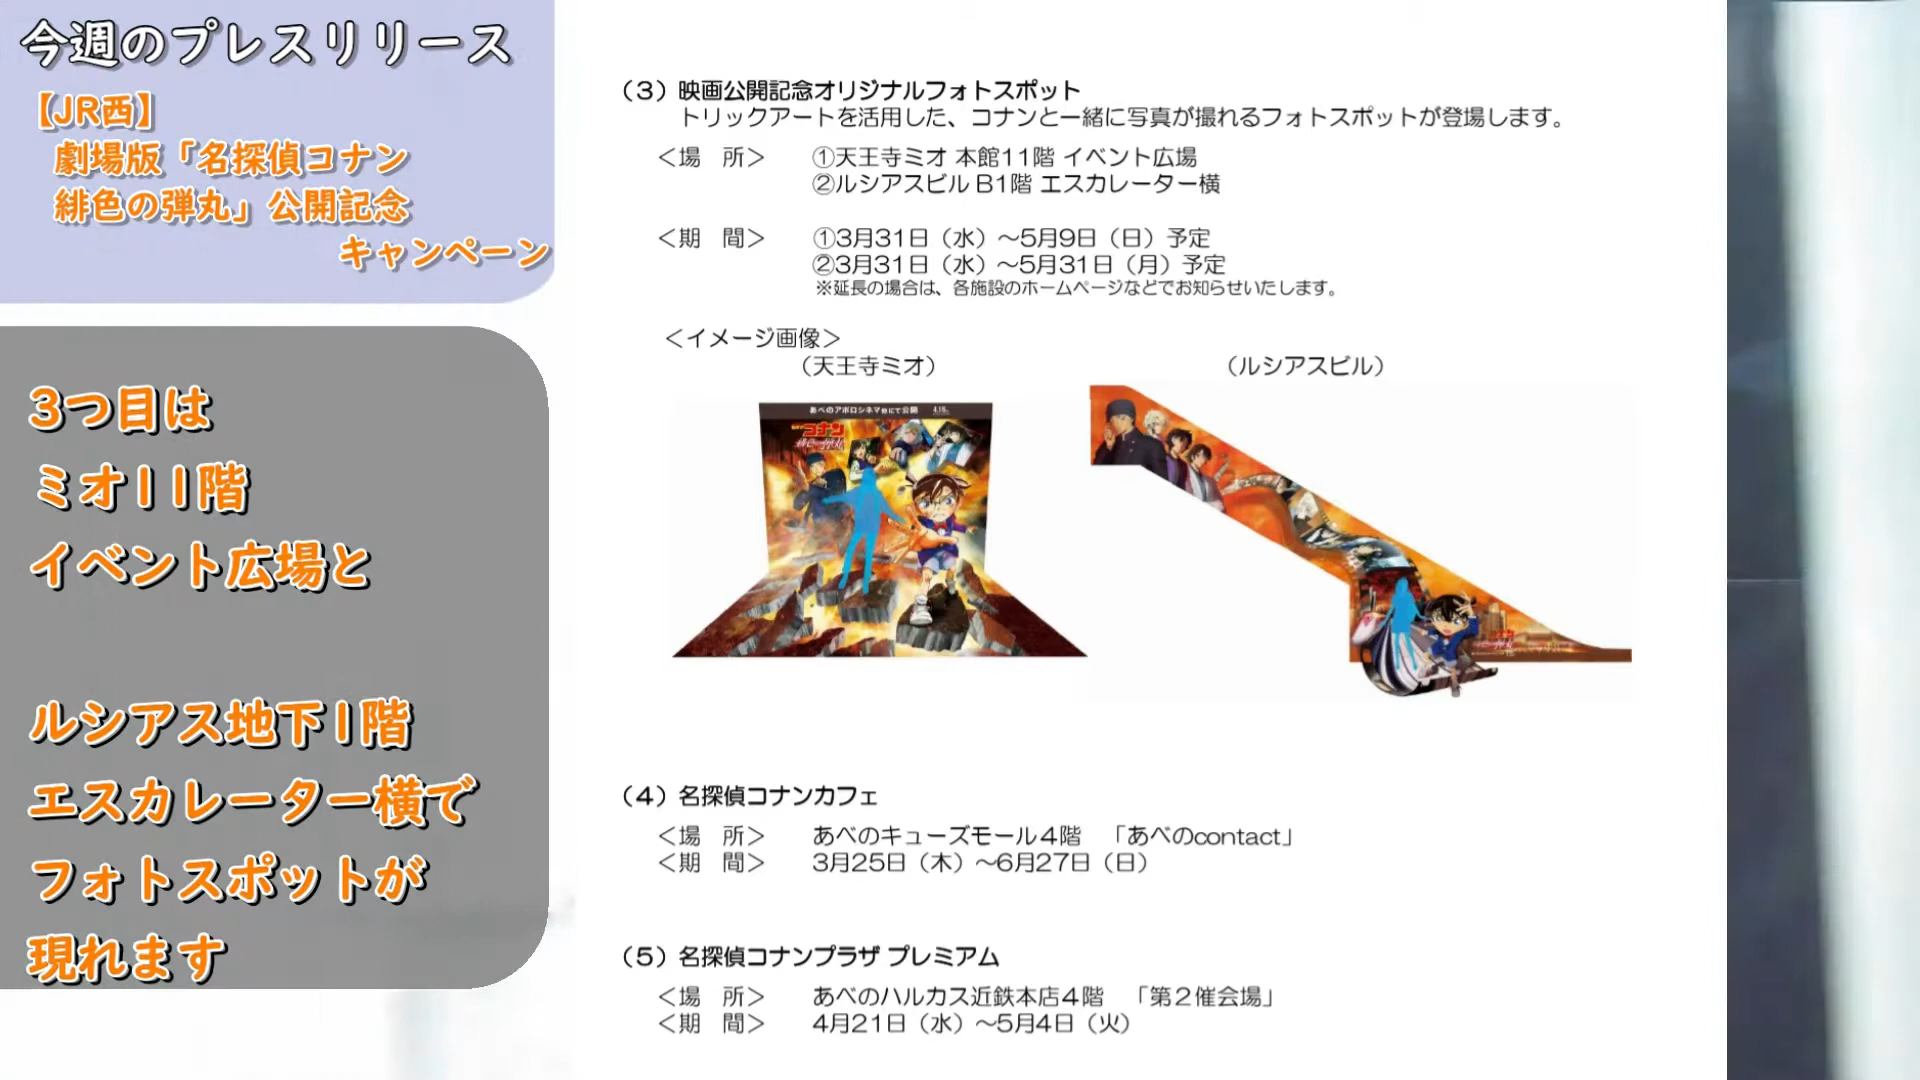 今週のプレスリリース
【JR西】
劇場版「名探偵コナン
緋色の弾丸」公開記念
キャンペーン
3つ目は
ミオ11階
イベント広場と
ルシアス地下1階
エスカレーター横で
フォトスポットが
現れます
（3）映画公開記念オリジナルフォトスポット
トリックアートを活用した、コナンと一緒に写真が撮れるフォトスポットが登場します。
＜場　所＞　①天王寺ミオ 本館11階 イベント広場
②ルシアスビル B1階 エスカレーター横
＜期　間＞　①3月31日（水）～5月9日（日）予定
②3月31日（水）～5月31日（月）予定
※延長の場合は、各施設のホームページなどでお知らせいたします。
＜イメージ画像＞
（天王寺ミオ）　（ルシアスビル）
あべのアポロシネマ他にて公開
コナン
（4）名探偵コナンカフェ
＜場　所＞　あべのキューズモール４階　「あべのcontact」
＜期　間＞　3月25日（木）～6月27日（日）
（5）名探偵コナンプラザ プレミアム
＜場　所＞　あべのハルカス近鉄本店４階　「第２催会場」
＜期　間＞　4月21日（水）～5月4日（火）